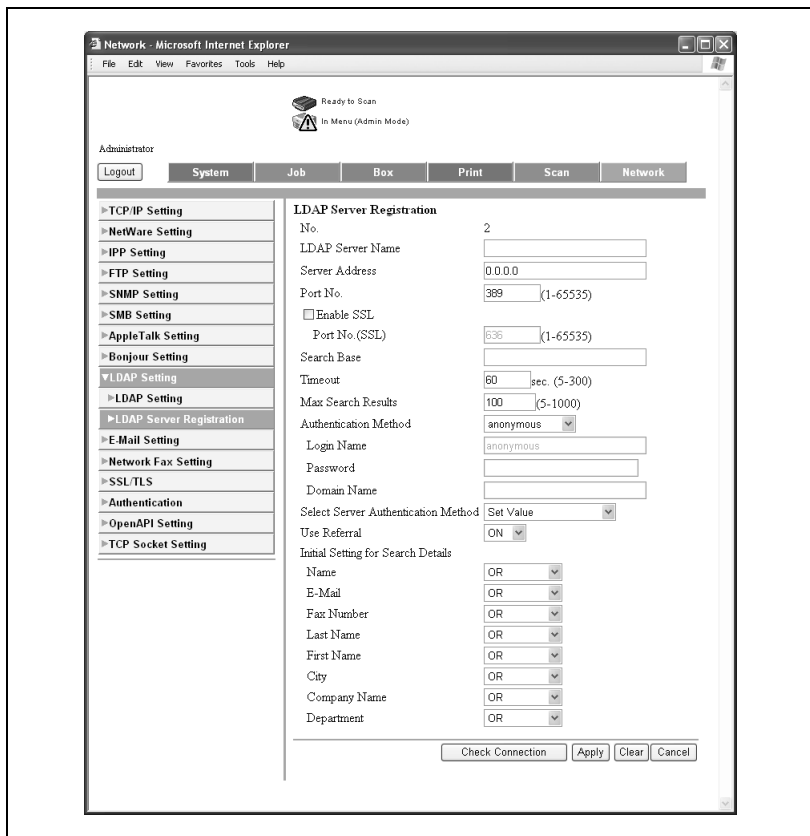 Network - Microsoft Internet Explorer
File Edit View Favorites Tools Help
Ready to Scan
In Menu (Admin Mode)
Administrator
Logout System Job Box Print Scan Network
TCP/IP Setting
NetWare Setting
IPP Setting
FTP Setting
SNMP Setting
SMB Setting
AppleTalk Setting
Bonjour Setting
LDAP Setting
LDAP Setting
LDAP Server Registration
E-Mail Setting
Network Fax Setting
SSL/TLS
Authentication
OpenAPI Setting
TCP Socket Setting
LDAP Server Registration
No. 2
LDAP Server Name
Server Address 0.0.0.0
Port No. 389 (1-65535)
Enable SSL
Port No.(SSL) 636 (1-65535)
Search Base
Timeout 60 sec. (5-300)
Max Search Results 100 (5-1000)
Authentication Method anonymous
Login Name anonymous
Password
Domain Name
Select Server Authentication Method Set Value
Use Referral ON
Initial Setting for Search Details
Name OR
E-Mail OR
Fax Number OR
Last Name OR
First Name OR
City OR
Company Name OR
Department OR
Check Connection Apply Clear Cancel